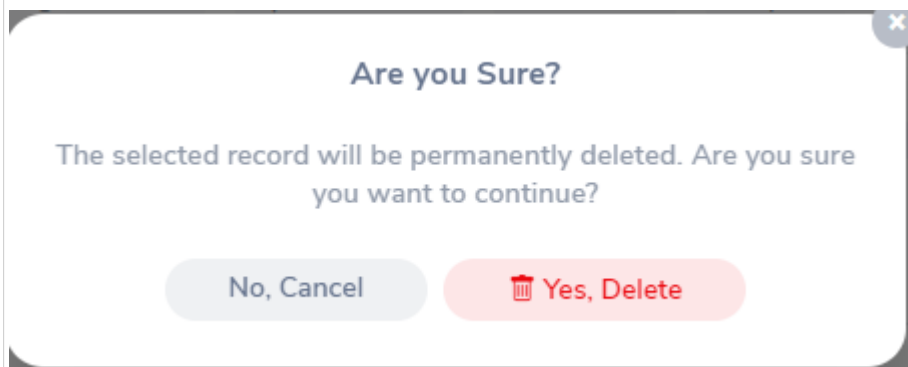 Are you Sure?
The selected record will be permanently deleted. Are you sure
you want to continue?
No, Cancel
Yes, Delete